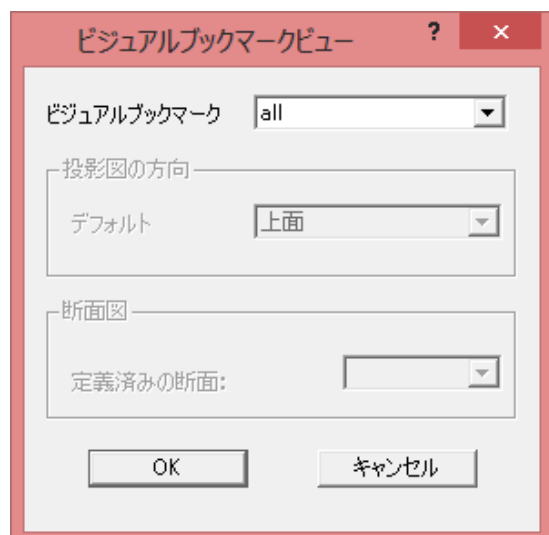 ビジュアルブックマークビュー ? ×
ビジュアルブックマーク all
投影図の方向
デフォルト 上面
断面図
定義済みの断面:
OK キャンセル